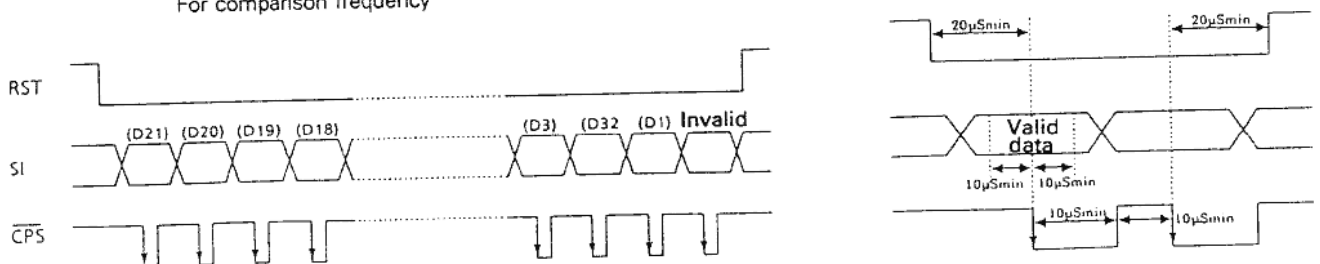 For comparison frequency
RST
(D21) (D20) (D19) (D18) (D3) (D32 (D1) Invalid
SI
CPS
20µSmin 20µSmin
Valid
data
10µSmin 10µSmin
10µSmin 10µSmin